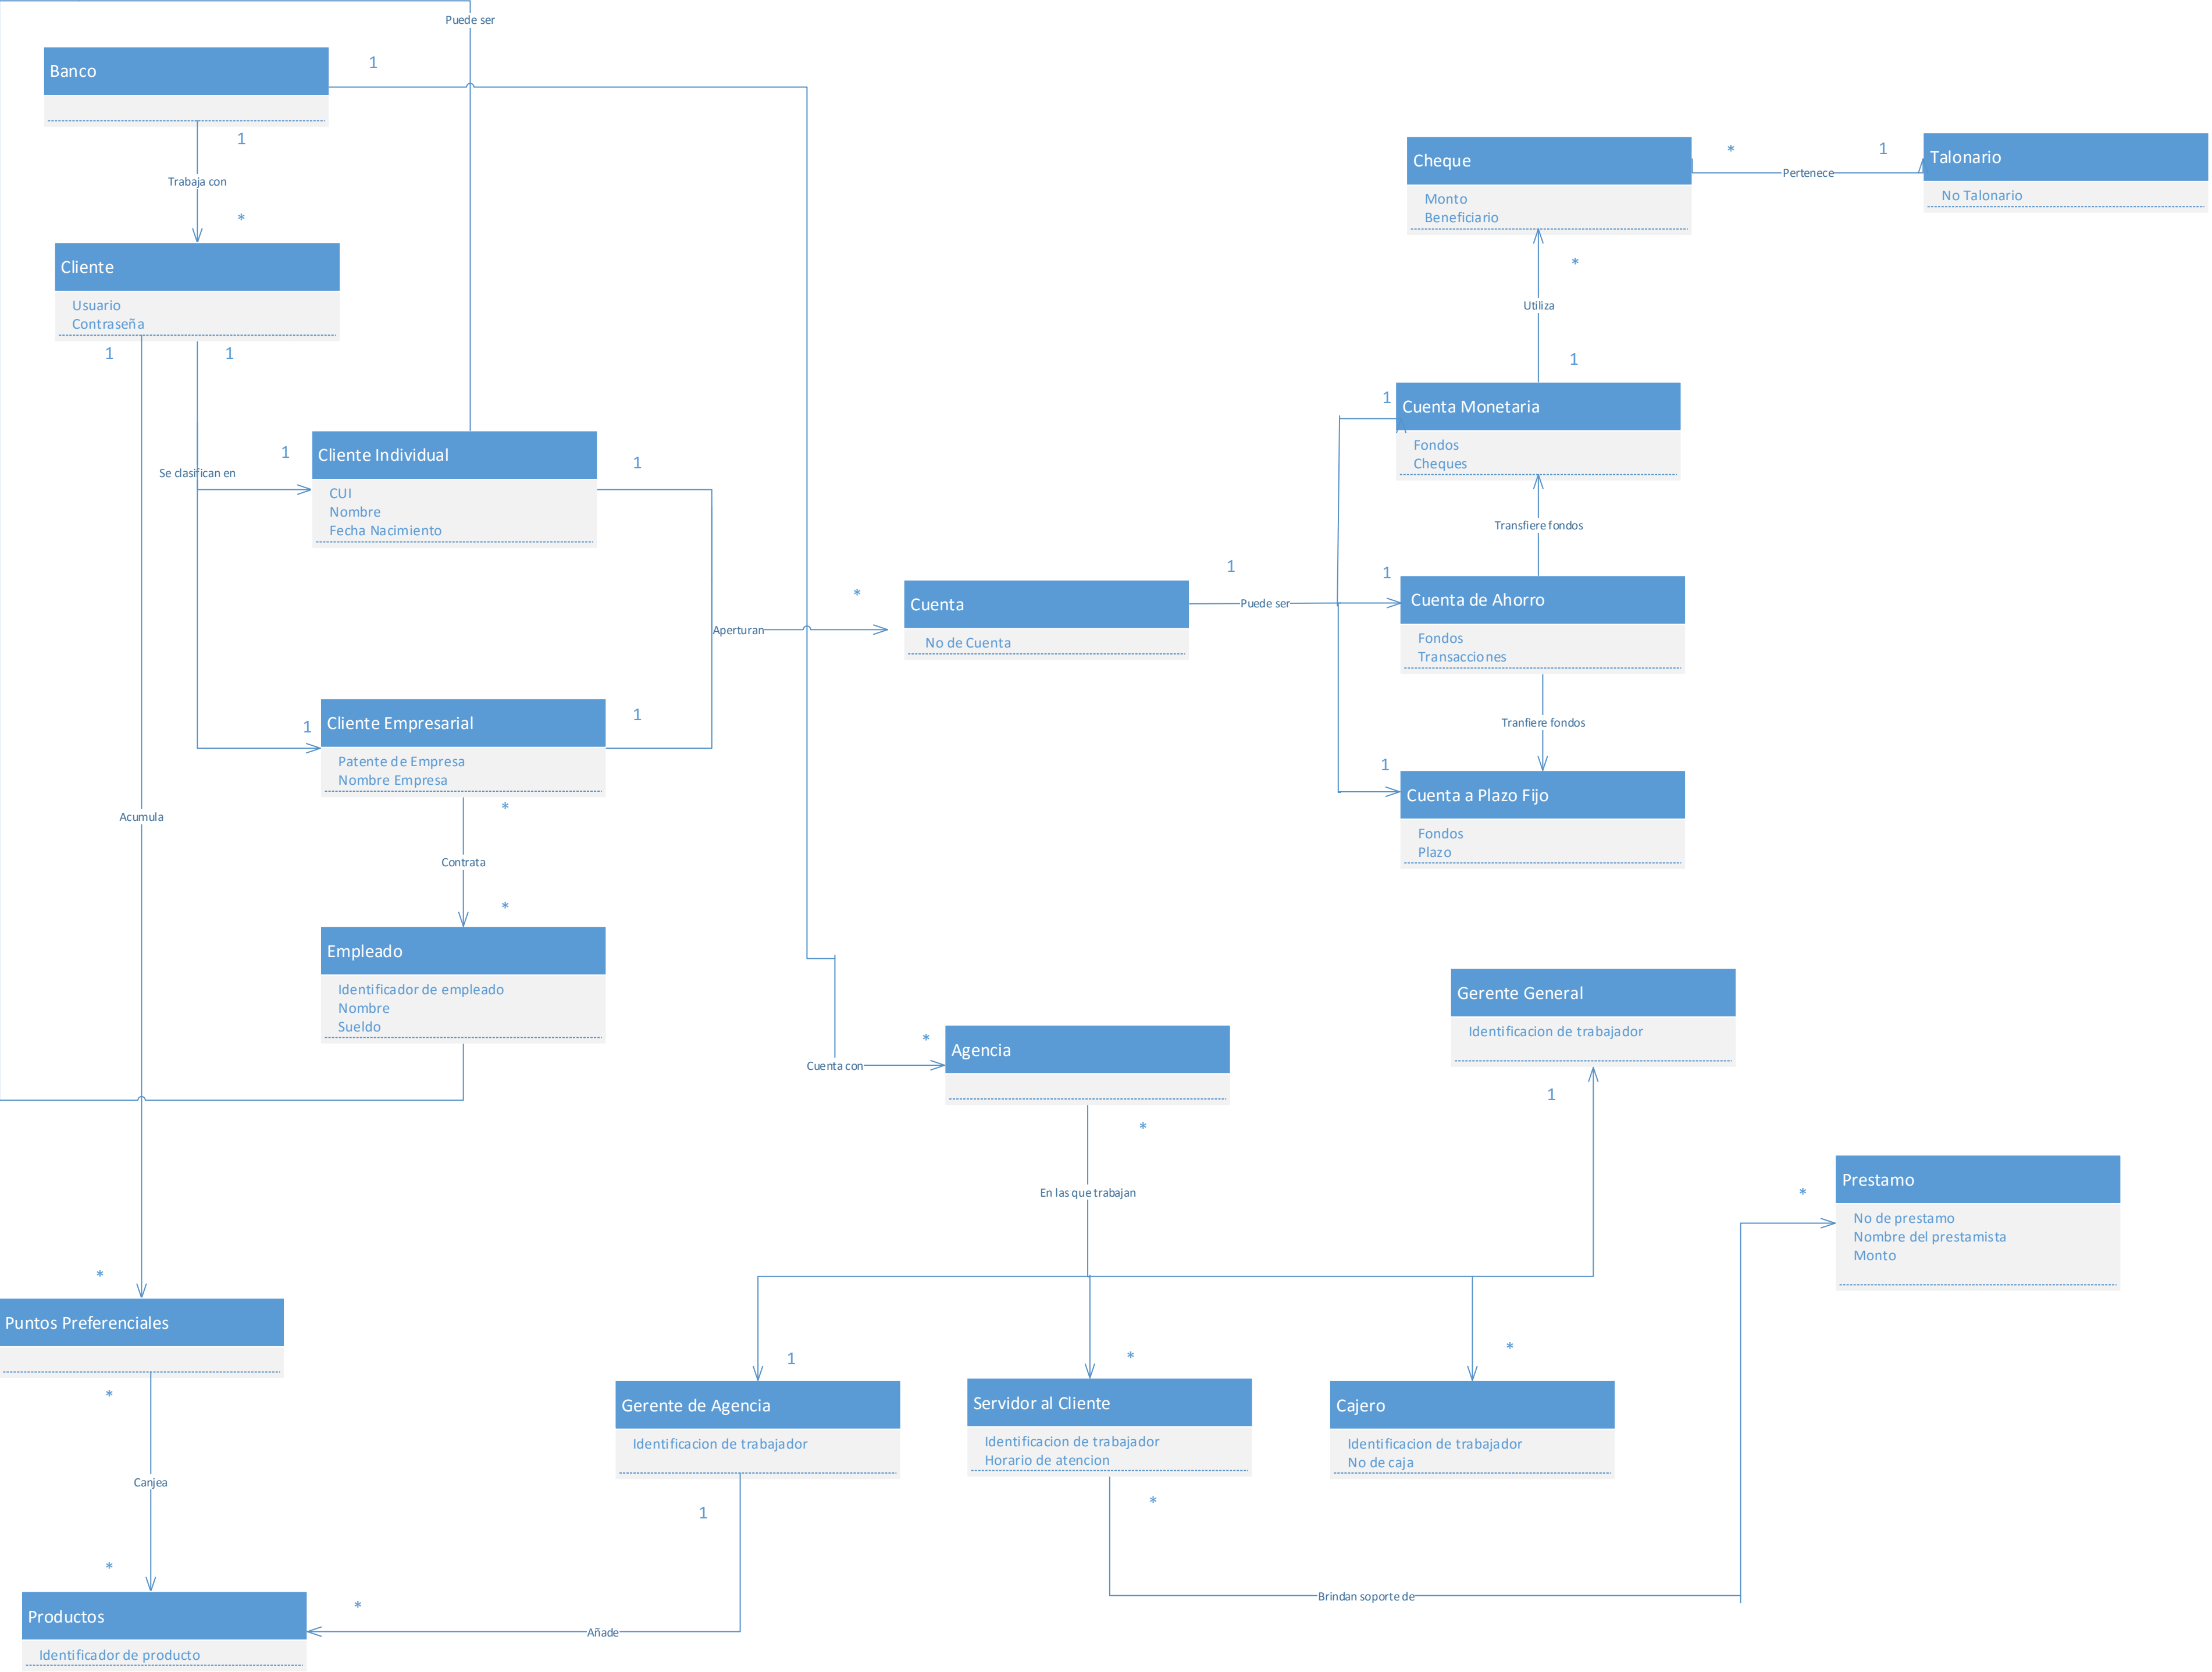 Puede ser
Banco
1
1
Trabaja con
*
Cliente
Usuario
Contraseña
1
1
Cheque
Monto
Beneficiario
*
Pertenece
1
Talonario
No Talonario
*
Utiliza
1
1
Cuenta Monetaria
Fondos
Cheques
Se clasifican en
1
Cliente Individual
CUI
Nombre
Fecha Nacimiento
1
Transfiere fondos
Aperturan
*
Cuenta
No de Cuenta
1
Puede ser
1
Cuenta de Ahorro
Fondos
Transacciones
Tranfiere fondos
1
Cuenta a Plazo Fijo
Fondos
Plazo
1
Cliente Empresarial
Patente de Empresa
Nombre Empresa
1
*
Acumula
Contrata
*
Empleado
Identificador de empleado
Nombre
Sueldo
Cuenta con
*
Agencia
*
Gerente General
Identificacion de trabajador
1
En las que trabajan
*
Prestamo
No de prestamo
Nombre del prestamista
Monto
*
Puntos Preferenciales
*
Canjea
*
Productos
Identificador de producto
1
Gerente de Agencia
Identificacion de trabajador
1
*
Añade
*
Servidor al Cliente
Identificacion de trabajador
Horario de atencion
*
Brindan soporte de
*
Cajero
Identificacion de trabajador
No de caja